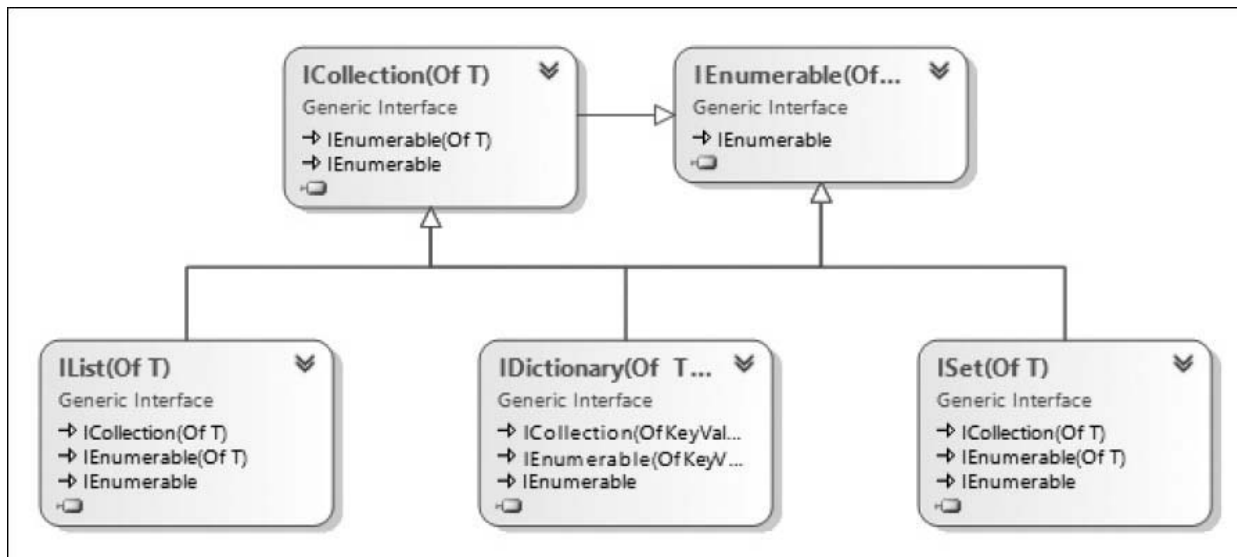 ICollection(Of T)
Generic Interface
IEnumerable(Of T)
IEnumerable
IEnumerable(Of...
Generic Interface
IEnumerable
IList(Of T)
Generic Interface
ICollection(Of T)
IEnumerable(Of T)
IEnumerable
IDictionary(Of T...
Generic Interface
ICollection(OfKeyVal...
IEnumerable(OfKeyV...
IEnumerable
ISet(Of T)
Generic Interface
ICollection(Of T)
IEnumerable(Of T)
IEnumerable